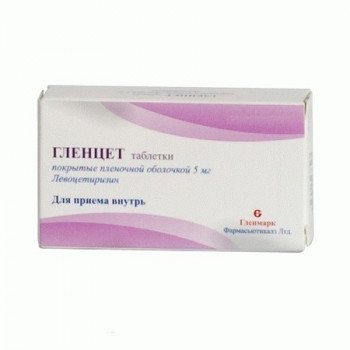 ГЛЕНЦЕТ таблетки
покрытые пленочной оболочкой 5 мг
Левоцетиризин
Для приема внутрь
G
Гленмарк
Фармасьютикалз Лтд.